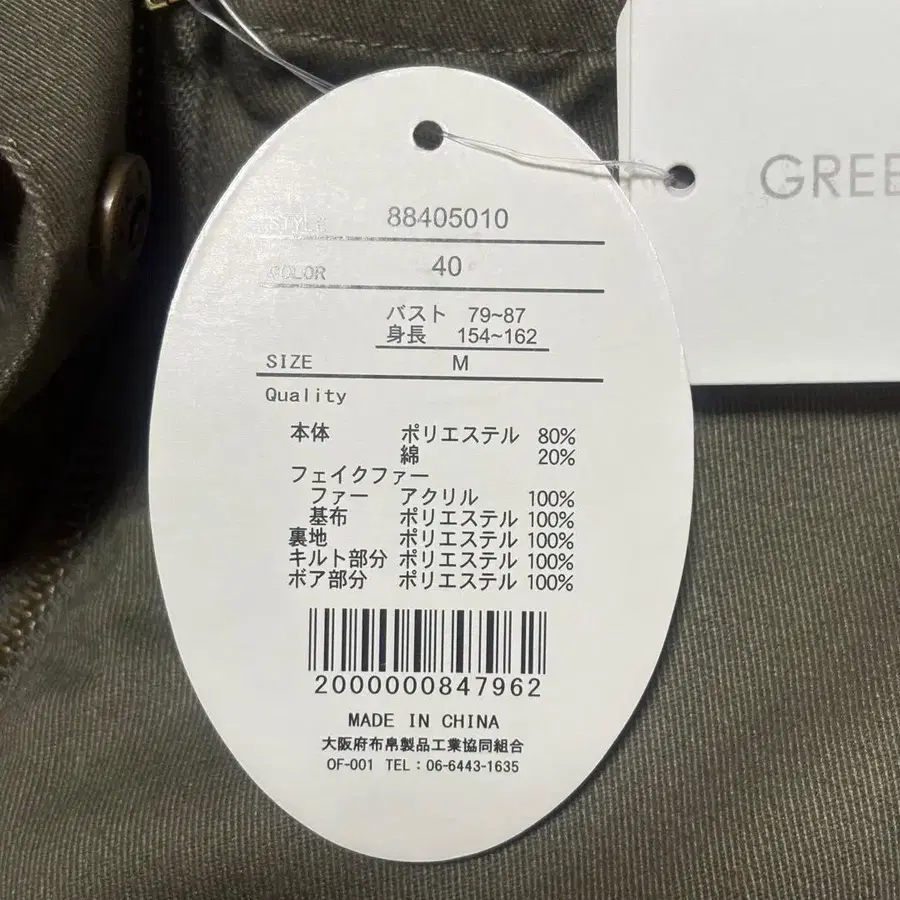 GREE
STYLE 88405010
COLOR 40
バスト 79~87
身長 154~162
SIZE M
Quality
本体 ポリエステル 80%
綿 20%
フェイクファー
ファー アクリル 100%
基布 ポリエステル 100%
裏地 ポリエステル 100%
キルト部分 ポリエステル 100%
ボア部分 ポリエステル 100%
2000000847962
MADE IN CHINA
大阪府布帛製品工業協同組合
OF-001 TEL：06-6443-1635